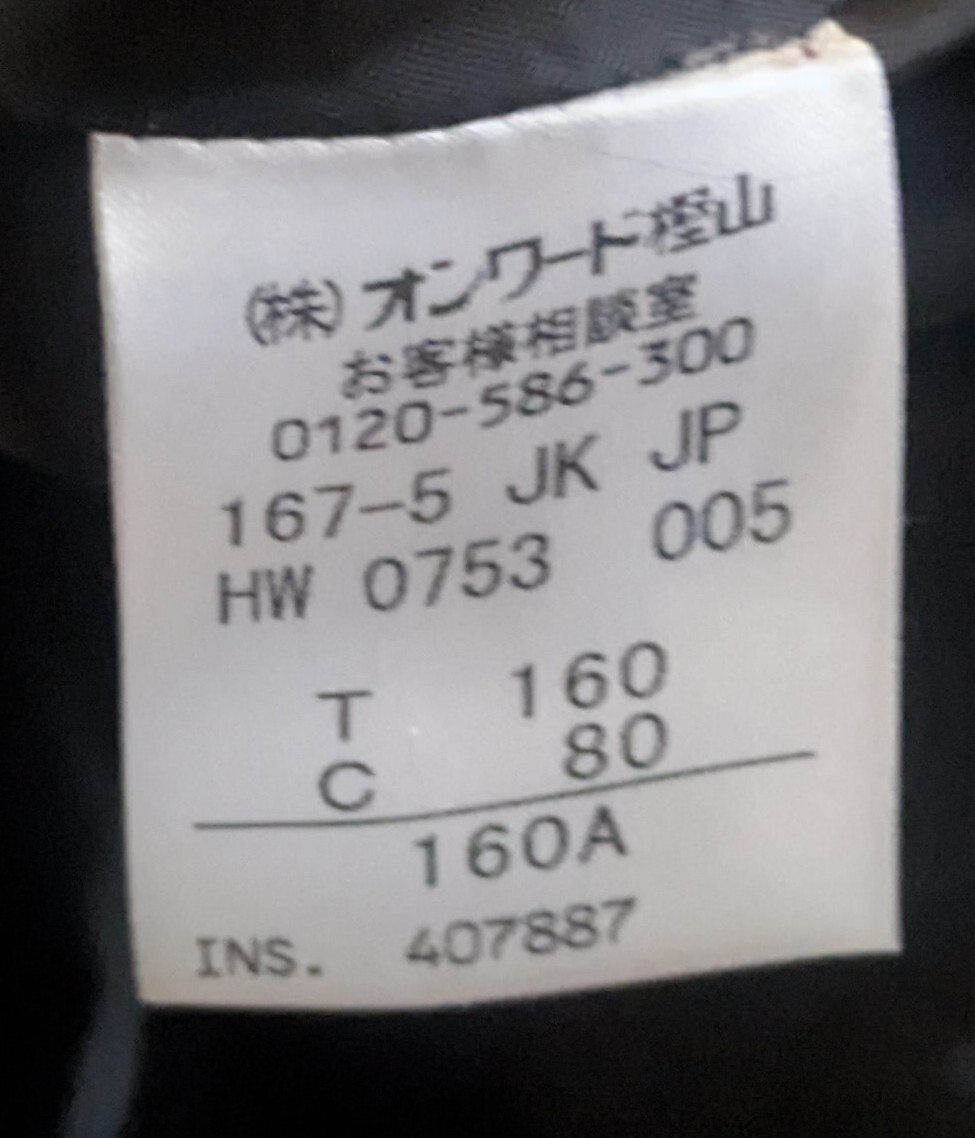 (株)オンワード樫山
お客様相談室
0120-586-300
167-5 JK JP
HW 0753 005
T 160
C 80
160A
INS. 407887